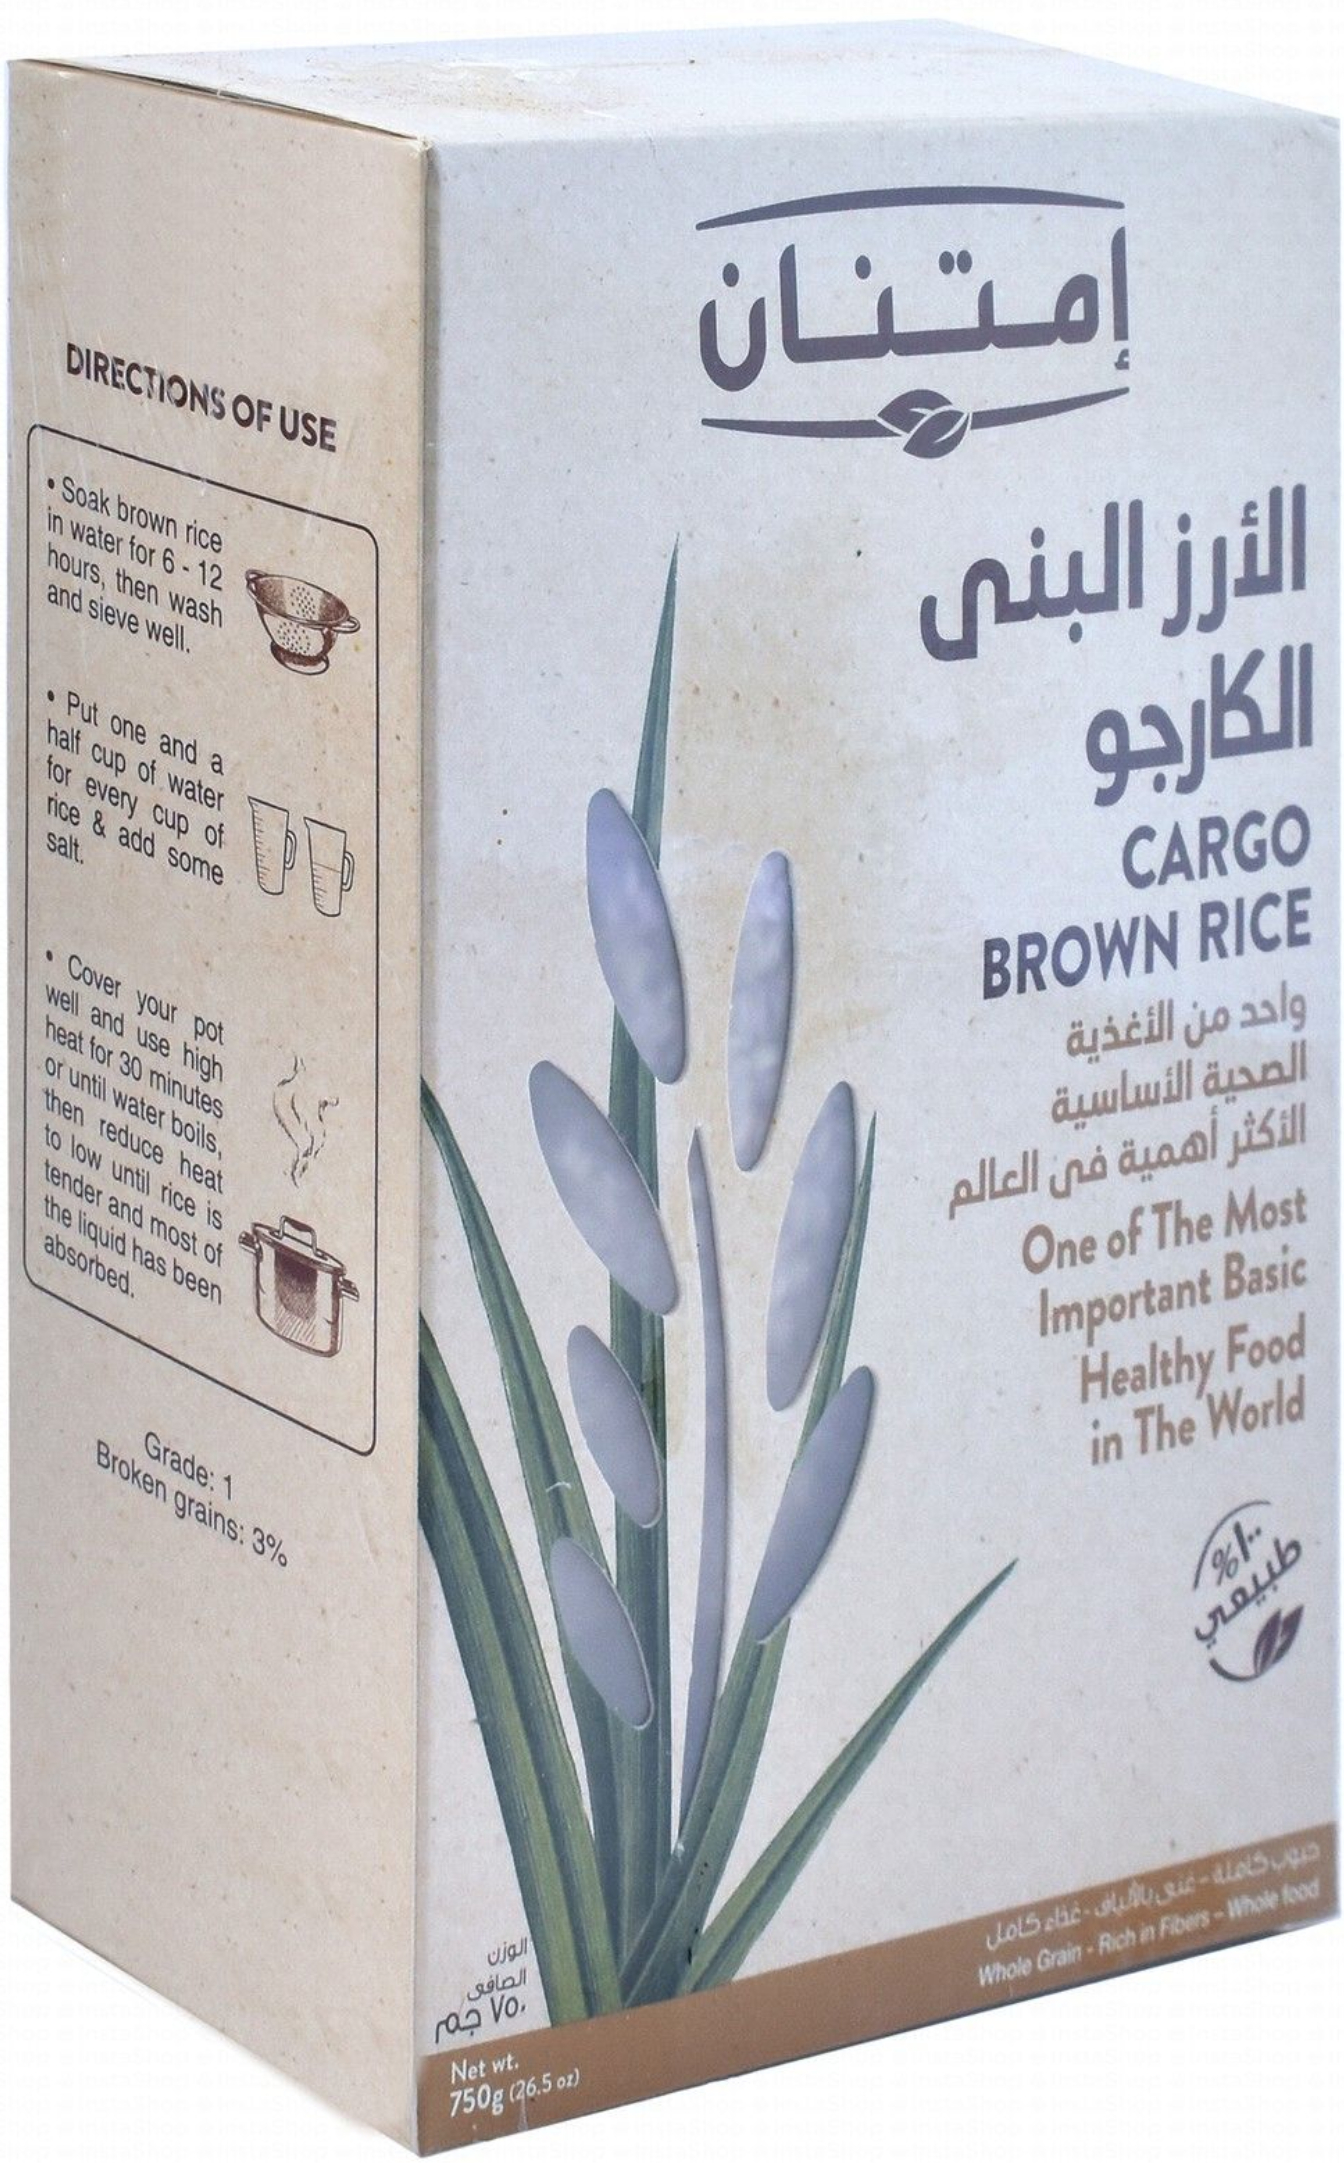 DIRECTIONS OF USE
• Soak brown rice
in water for 6 - 12
hours, then wash
and sieve well.
• Put one and a
half cup of water
for every cup of
rice & add some
salt.
• Cover your pot
well and use high
heat for 30 minutes
or until water boils,
then reduce heat
to low until rice is
tender and most of
the liquid has been
absorbed.
Grade: 1
Broken grains: 3%
إمتنان
الأرز البنى
الكارجو
CARGO
BROWN RICE
واحد من الأغذية
الصحية الأساسية
الأكثر أهمية فى العالم
One of The Most
Important Basic
Healthy Food
in The World
١٠٠%
طبيعي
حبوب كاملة - غنى بالألياف - غذاء كامل
Whole Grain - Rich in Fibers - Whole food
الوزن
الصافى
٧٥٠ جم
Net wt.
750g (26.5 oz)